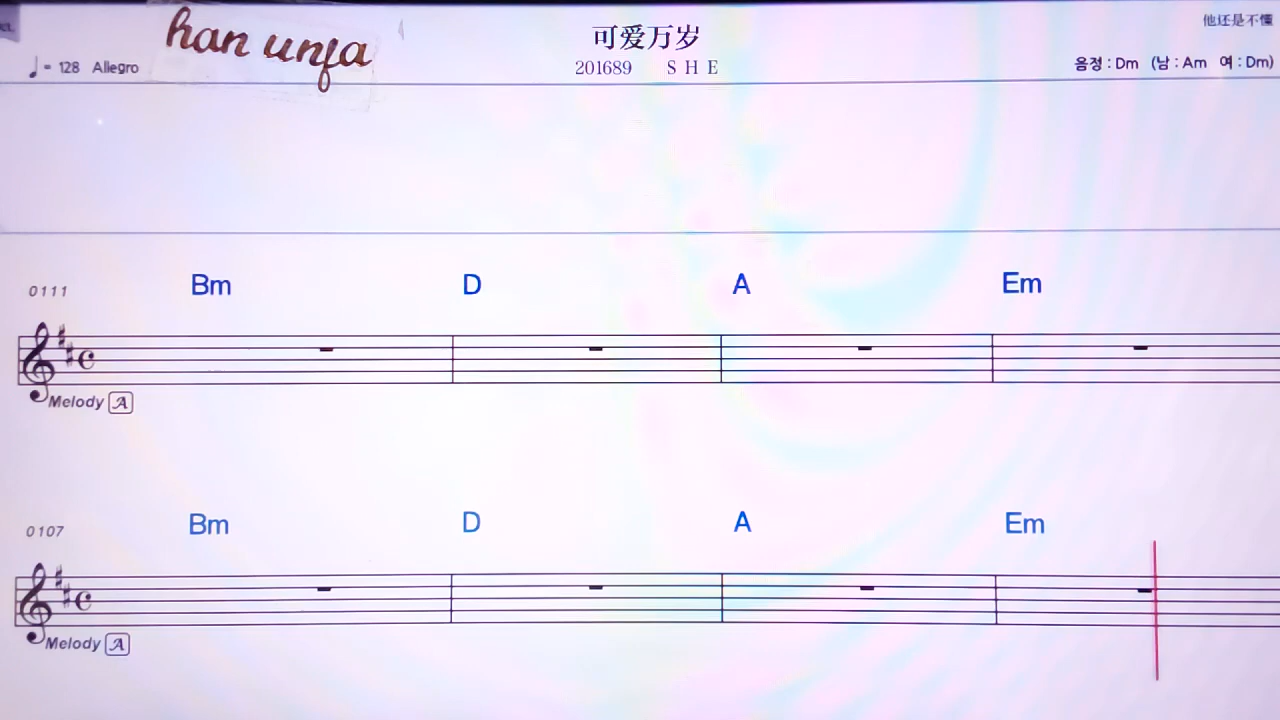 han unfa
可爱万岁
他还是不懂
♩= 128 Allegro
201689 S H E
음정 : Dm (남 : Am 여 : Dm)
Bm D A Em
0111
Melody A
Bm D A Em
0107
Melody A